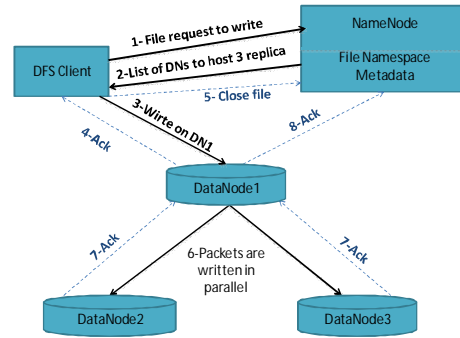 NameNode
1- File request to write
2-List of DNs to host 3 replica
DFS Client
File Namespace
Metadata
5- Close file
3-Wirte on DN1
4-Ack
8-Ack
DataNode1
7-Ack
6-Packets are
written in
parallel
7-Ack
DataNode2
DataNode3